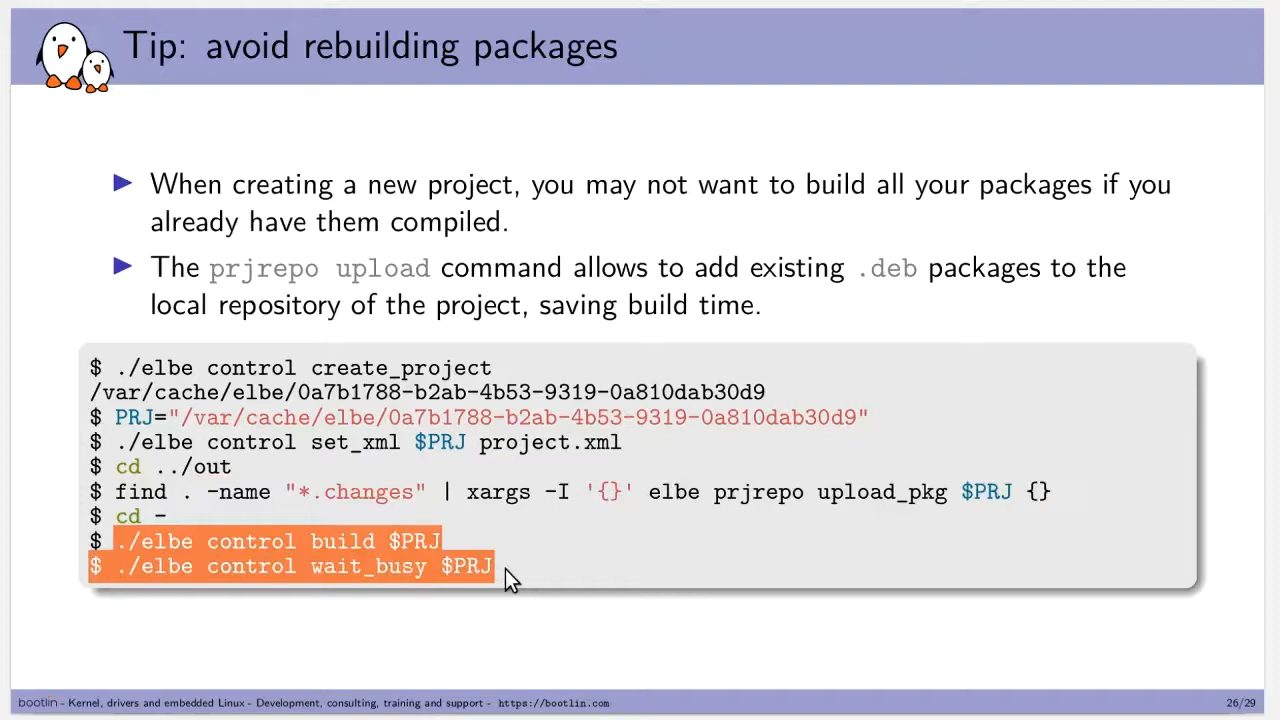 Tip: avoid rebuilding packages
When creating a new project, you may not want to build all your packages if you
already have them compiled.
The prjrepo upload command allows to add existing .deb packages to the
local repository of the project, saving build time.
$ ./elbe control create_project
/var/cache/elbe/0a7b1788-b2ab-4b53-9319-0a810dab30d9
$ PRJ="/var/cache/elbe/0a7b1788-b2ab-4b53-9319-0a810dab30d9"
$ ./elbe control set_xml $PRJ project.xml
$ cd ../out
$ find . -name "*.changes" | xargs -I '{}' elbe prjrepo upload_pkg $PRJ {}
$ cd -
$ ./elbe control build $PRJ
$ ./elbe control wait_busy $PRJ
bootlin - Kernel, drivers and embedded Linux - Development, consulting, training and support - https://bootlin.com 26/29